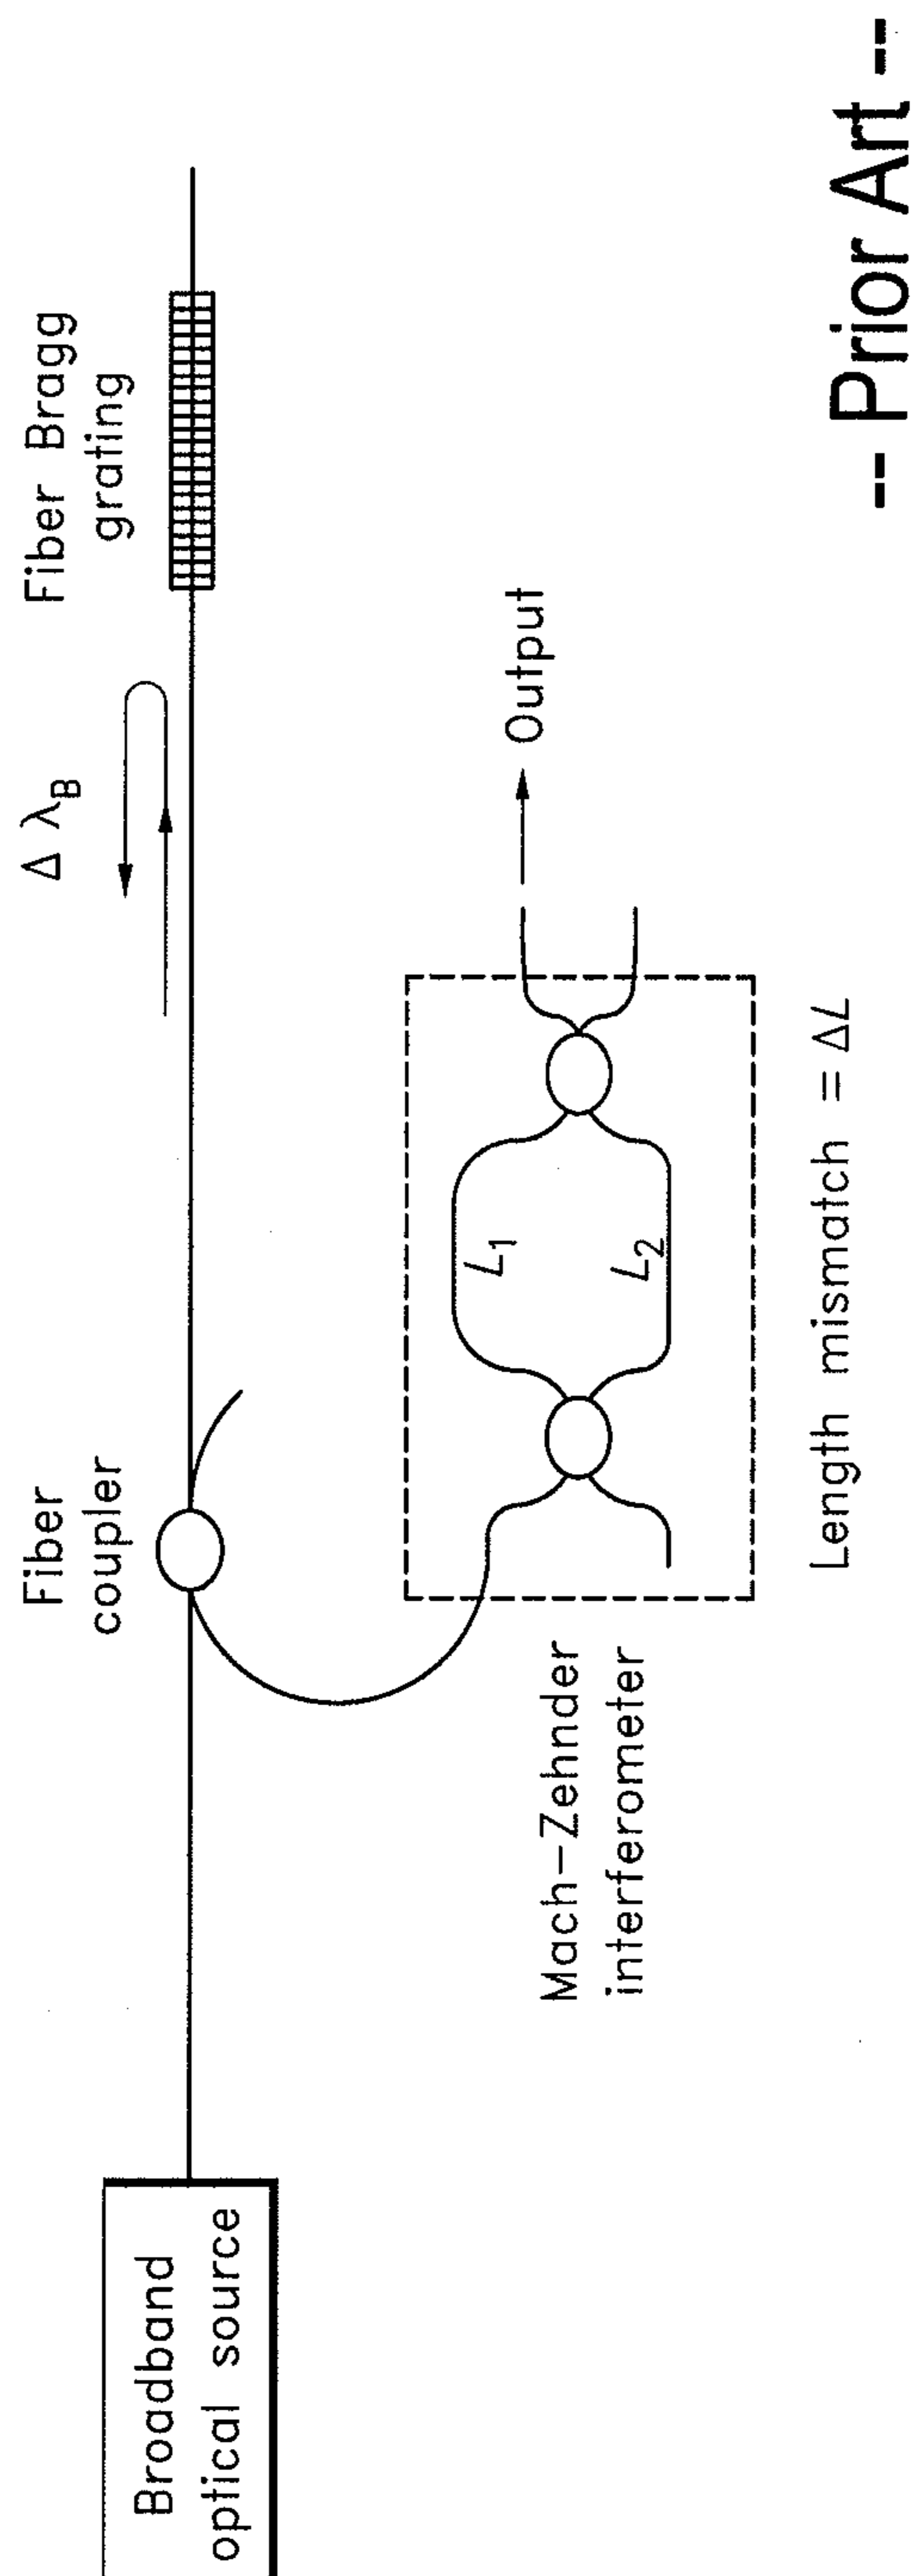 Broadband
optical source
Fiber
coupler
Δ λB
Fiber Bragg
grating
Mach-Zehnder
interferometer
L1
L2
Output
Length mismatch = ΔL
-- Prior Art --